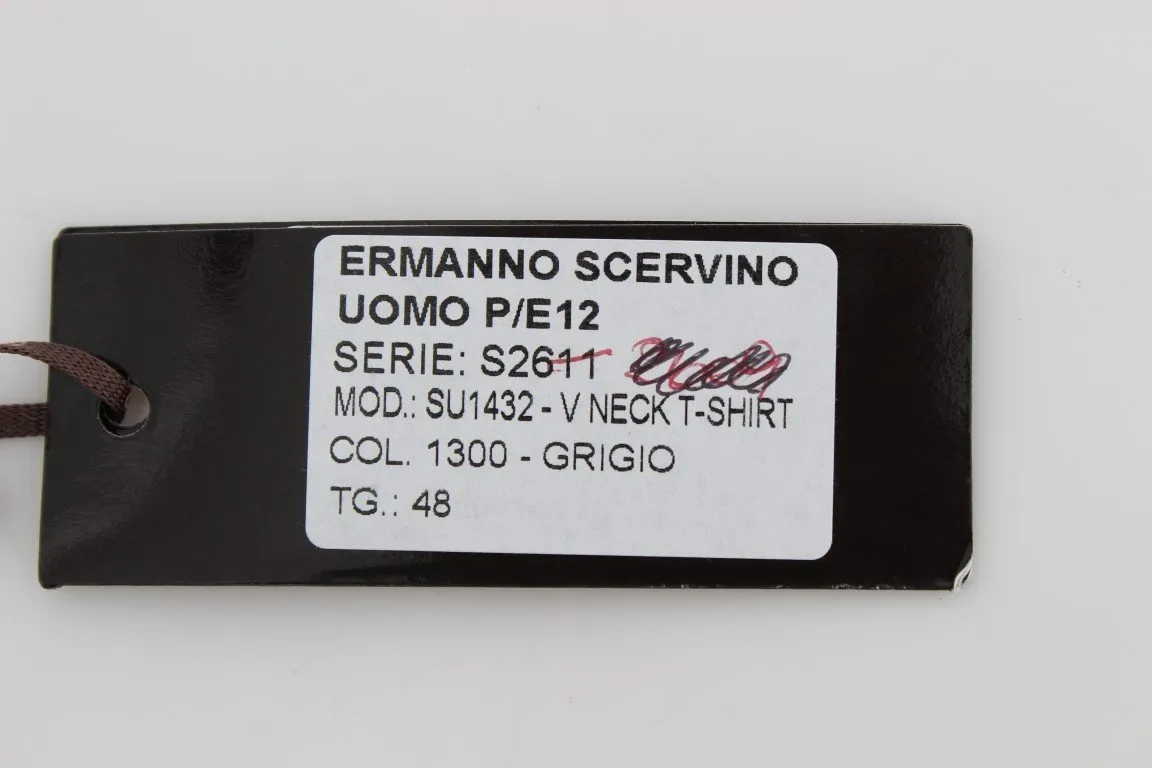 ERMANNO SCERVINO
UOMO P/E12
SERIE: S2611
MOD.: SU1432 - V NECK T-SHIRT
COL. 1300 - GRIGIO
TG.: 48